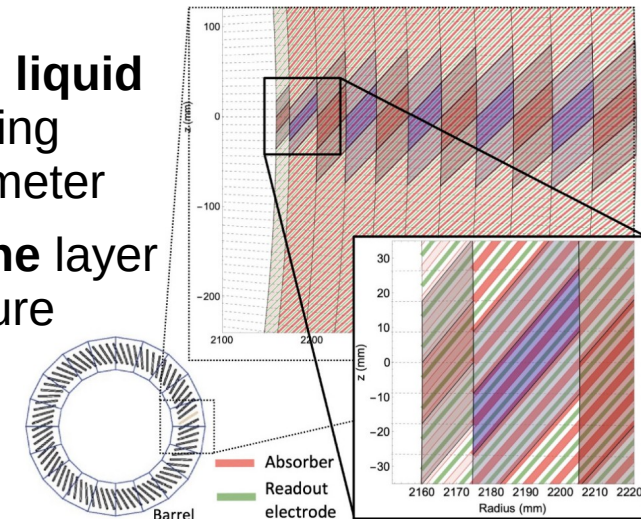 liquid
ing
meter
ne layer
ure
z (mm)
100
0
−100
−200
2100
2200
z (mm)
30
20
10
0
−10
−20
−30
2160
2170
2180
2190
2200
2210
2220
Radius (mm)
Barrel
Absorber
Readout
electrode